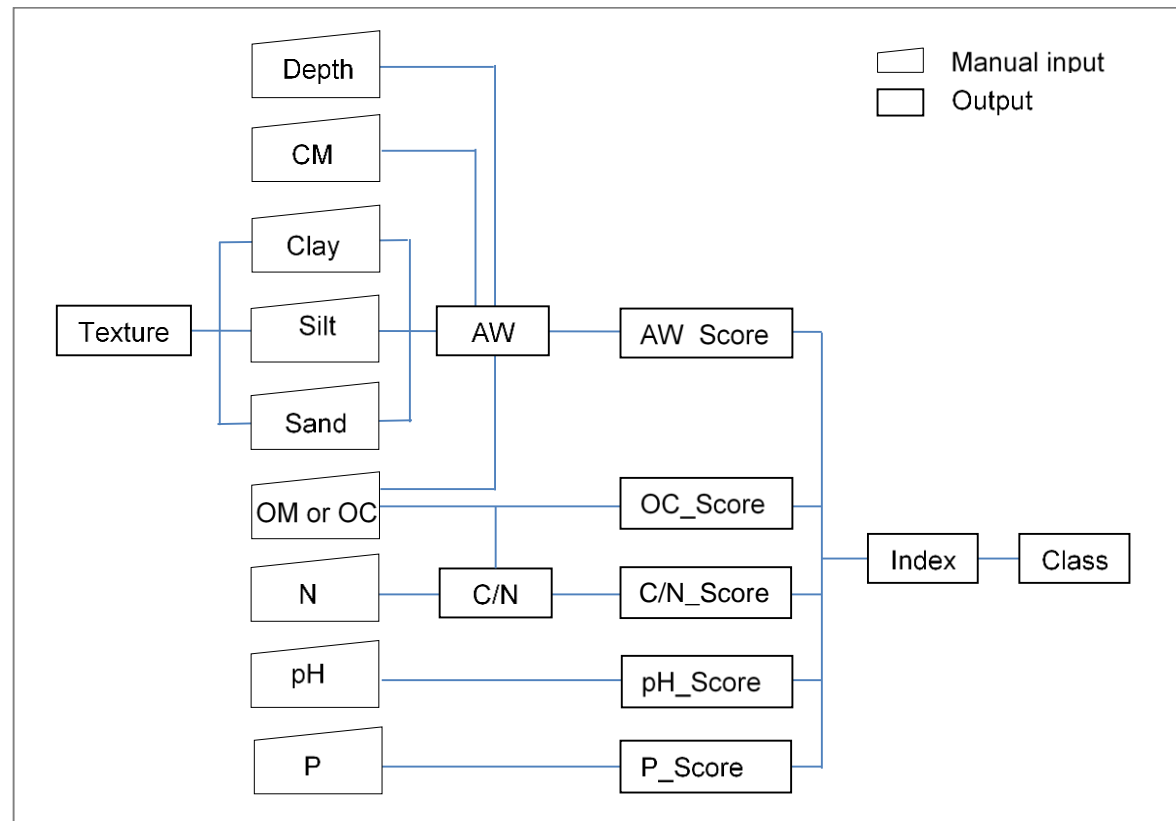 Depth
Manual input
Output
CM
Clay
Texture
Silt
AW
AW Score
Sand
OM or OC
OC_Score
Index
Class
N
C/N
C/N_Score
pH
pH_Score
P
P_Score